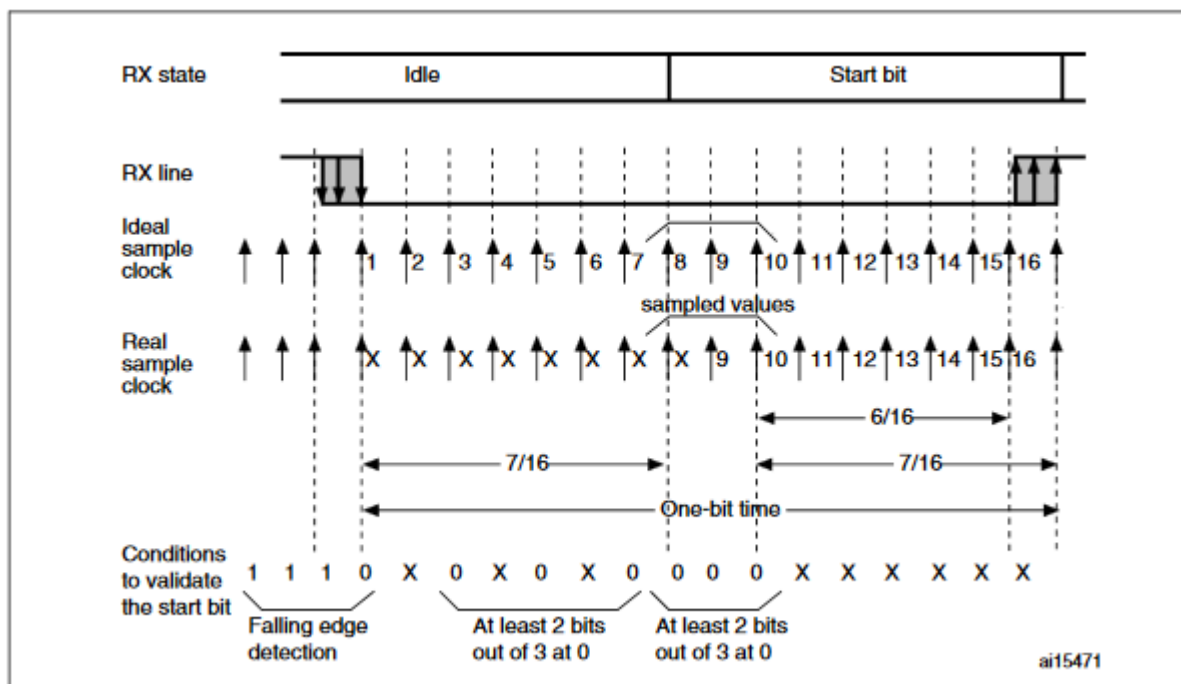 RX state
Idle
Start bit
RX line
Ideal
sample
clock
1 2 3 4 5 6 7 8 9 10 11 12 13 14 15 16
sampled values
Real
sample
clock
X X X X X X X X 9 10 11 12 13 14 15 16
6/16
7/16
7/16
One-bit time
Conditions
to validate
the start bit
1 1 1 0 X 0 X 0 X 0 0 0 0 X X X X X X
Falling edge
detection
At least 2 bits
out of 3 at 0
At least 2 bits
out of 3 at 0
ai15471